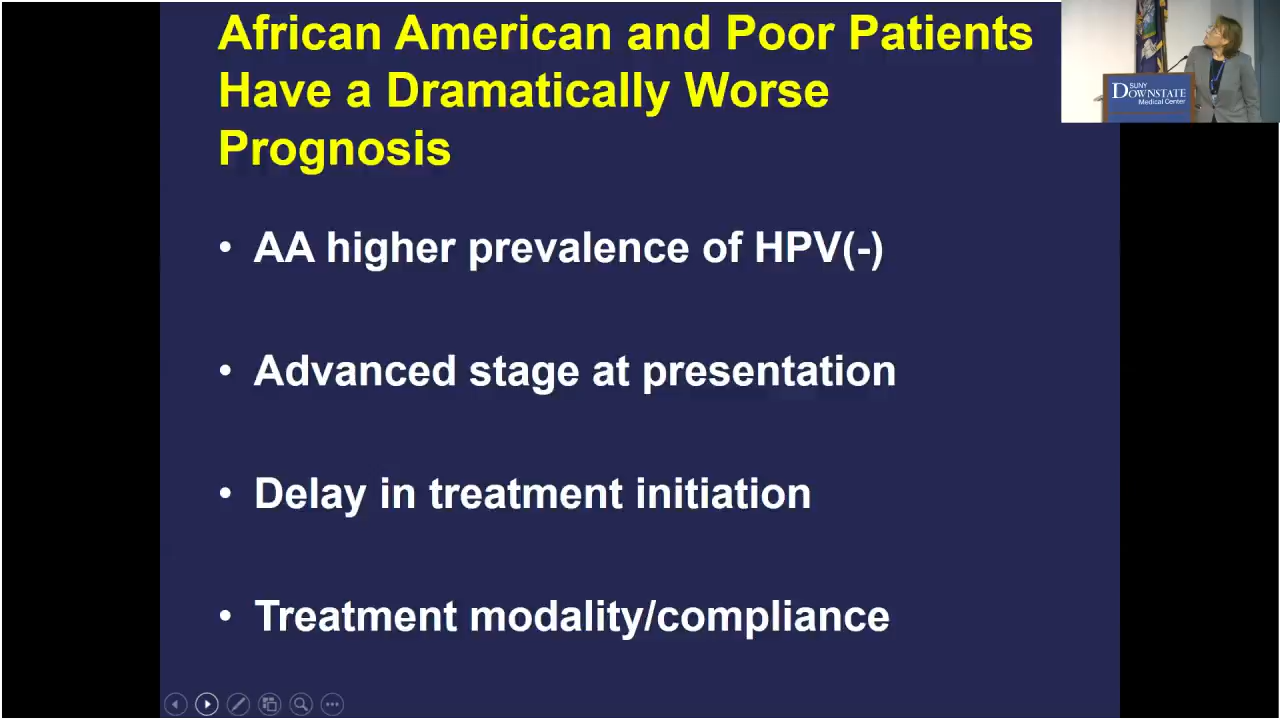 African American and Poor Patients
Have a Dramatically Worse
Prognosis
• AA higher prevalence of HPV(-)
• Advanced stage at presentation
• Delay in treatment initiation
• Treatment modality/compliance
SUNY
DOWNSTATE
Medical Center